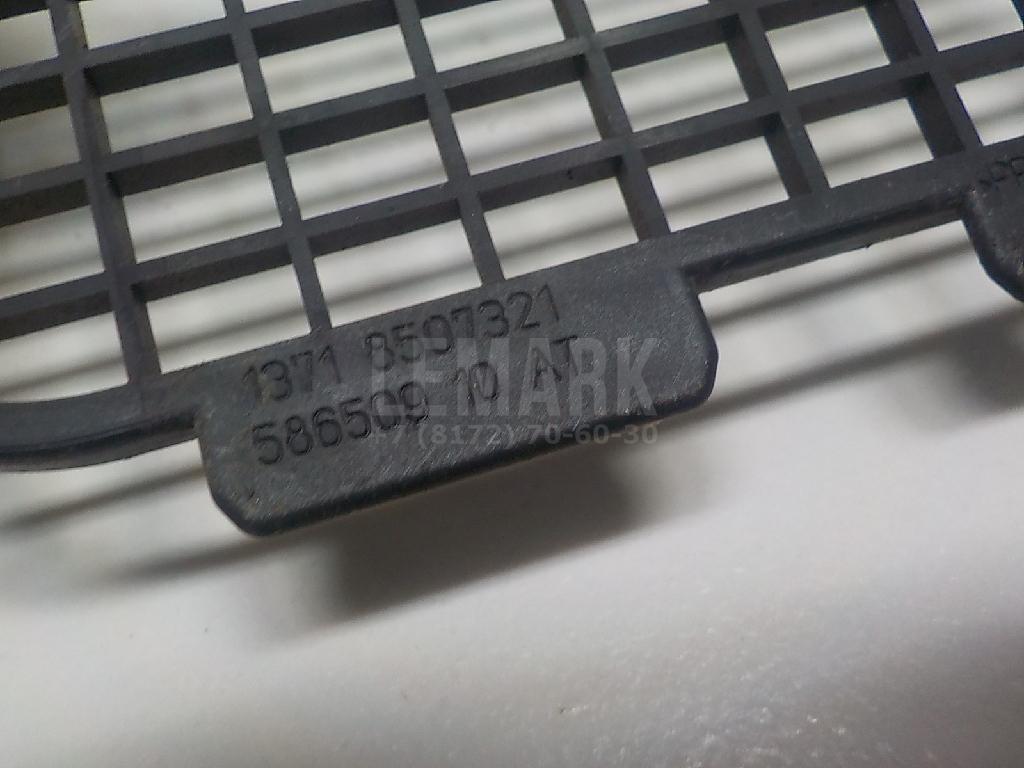 1371 8597321
586509 10 AT
LEMARK
+7 (8172) 70-60-30